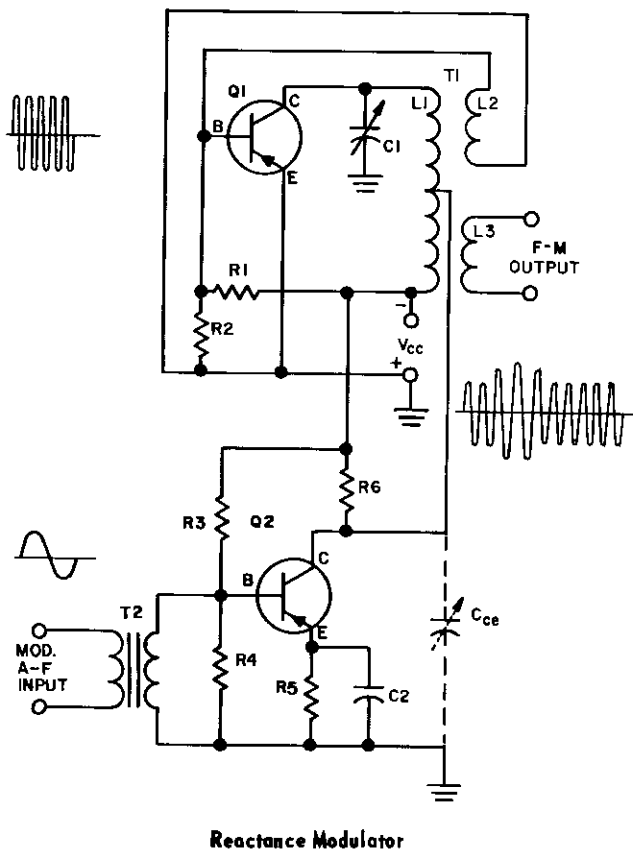 T1
Q1
C
L1
L2
B
C1
E
L3
F-M
OUTPUT
R1
−
R2
VCC
+
R6
R3
Q2
C
B
Cce
T2
E
MOD.
A-F
INPUT
R4
R5
C2
Reactance Modulator